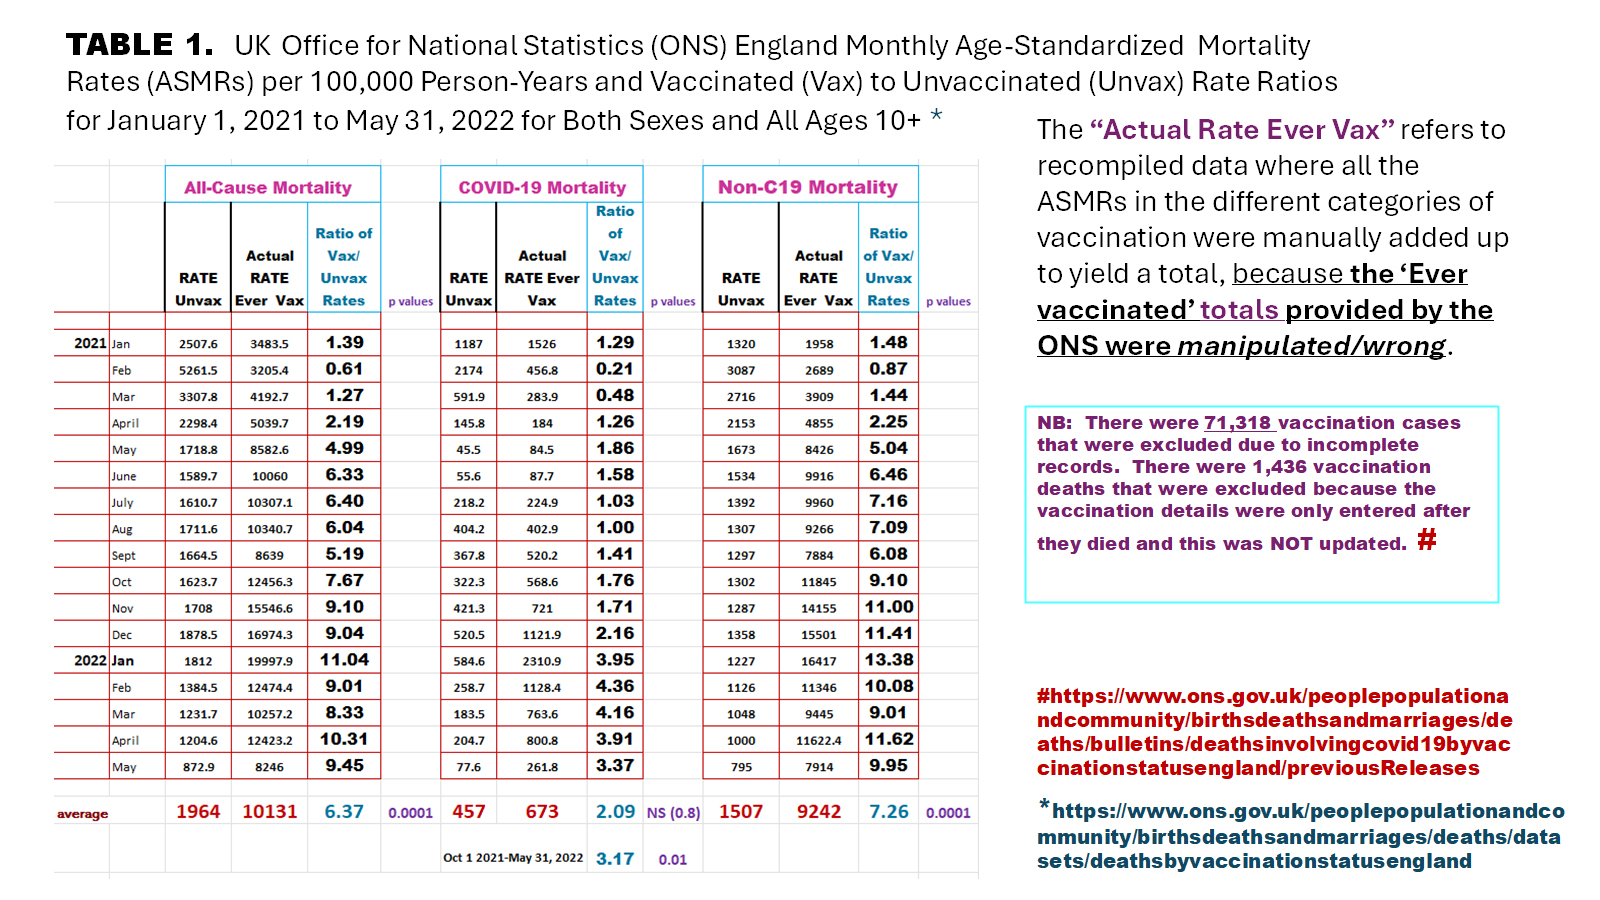 TABLE 1. UK Office for National Statistics (ONS) England Monthly Age-Standardized Mortality
Rates (ASMRs) per 100,000 Person-Years and Vaccinated (Vax) to Unvaccinated (Unvax) Rate Ratios
for January 1, 2021 to May 31, 2022 for Both Sexes and All Ages 10+ *
All-Cause Mortality COVID-19 Mortality Non-C19 Mortality
RATE Unvax Actual RATE Ever Vax Ratio of Vax/ Unvax Rates p values RATE Unvax Actual RATE Ever Vax Ratio of Vax/ Unvax Rates p values RATE Unvax Actual RATE Ever Vax Ratio of Vax/ Unvax Rates p values
2021 Jan 2507.6 3483.5 1.39 1187 1526 1.29 1320 1958 1.48
Feb 5261.5 3205.4 0.61 2174 456.8 0.21 3087 2689 0.87
Mar 3307.8 4192.7 1.27 591.9 283.9 0.48 2716 3909 1.44
April 2298.4 5039.7 2.19 145.8 184 1.26 2153 4855 2.25
May 1718.8 8582.6 4.99 45.5 84.5 1.86 1673 8426 5.04
June 1589.7 10060 6.33 55.6 87.7 1.58 1534 9916 6.46
July 1610.7 10307.1 6.40 218.2 224.9 1.03 1392 9960 7.16
Aug 1711.6 10340.7 6.04 404.2 402.9 1.00 1307 9266 7.09
Sept 1664.5 8639 5.19 367.8 520.2 1.41 1297 7884 6.08
Oct 1623.7 12456.3 7.67 322.3 568.6 1.76 1302 11845 9.10
Nov 1708 15546.6 9.10 421.3 721 1.71 1287 14155 11.00
Dec 1878.5 16974.3 9.04 520.5 1121.9 2.16 1358 15501 11.41
2022 Jan 1812 19997.9 11.04 584.6 2310.9 3.95 1227 16417 13.38
Feb 1384.5 12474.4 9.01 258.7 1128.4 4.36 1126 11346 10.08
Mar 1231.7 10257.2 8.33 183.5 763.6 4.16 1048 9445 9.01
April 1204.6 12423.2 10.31 204.7 800.8 3.91 1000 11622.4 11.62
May 872.9 8246 9.45 77.6 261.8 3.37 795 7914 9.95
average 1964 10131 6.37 0.0001 457 673 2.09 NS (0.8) 1507 9242 7.26 0.0001
Oct 1 2021-May 31, 2022 3.17 0.01
The “Actual Rate Ever Vax” refers to
recompiled data where all the
ASMRs in the different categories of
vaccination were manually added up
to yield a total, because the ‘Ever
vaccinated’ totals provided by the
ONS were manipulated/wrong.
NB: There were 71,318 vaccination cases
that were excluded due to incomplete
records. There were 1,436 vaccination
deaths that were excluded because the
vaccination details were only entered after
they died and this was NOT updated. #
#https://www.ons.gov.uk/peoplepopulationa
ndcommunity/birthsdeathsandmarriages/de
aths/bulletins/deathsinvolvingcovid19byvac
cinationstatusengland/previousReleases
*https://www.ons.gov.uk/peoplepopulationandco
mmunity/birthsdeathsandmarriages/deaths/data
sets/deathsbyvaccinationstatusengland